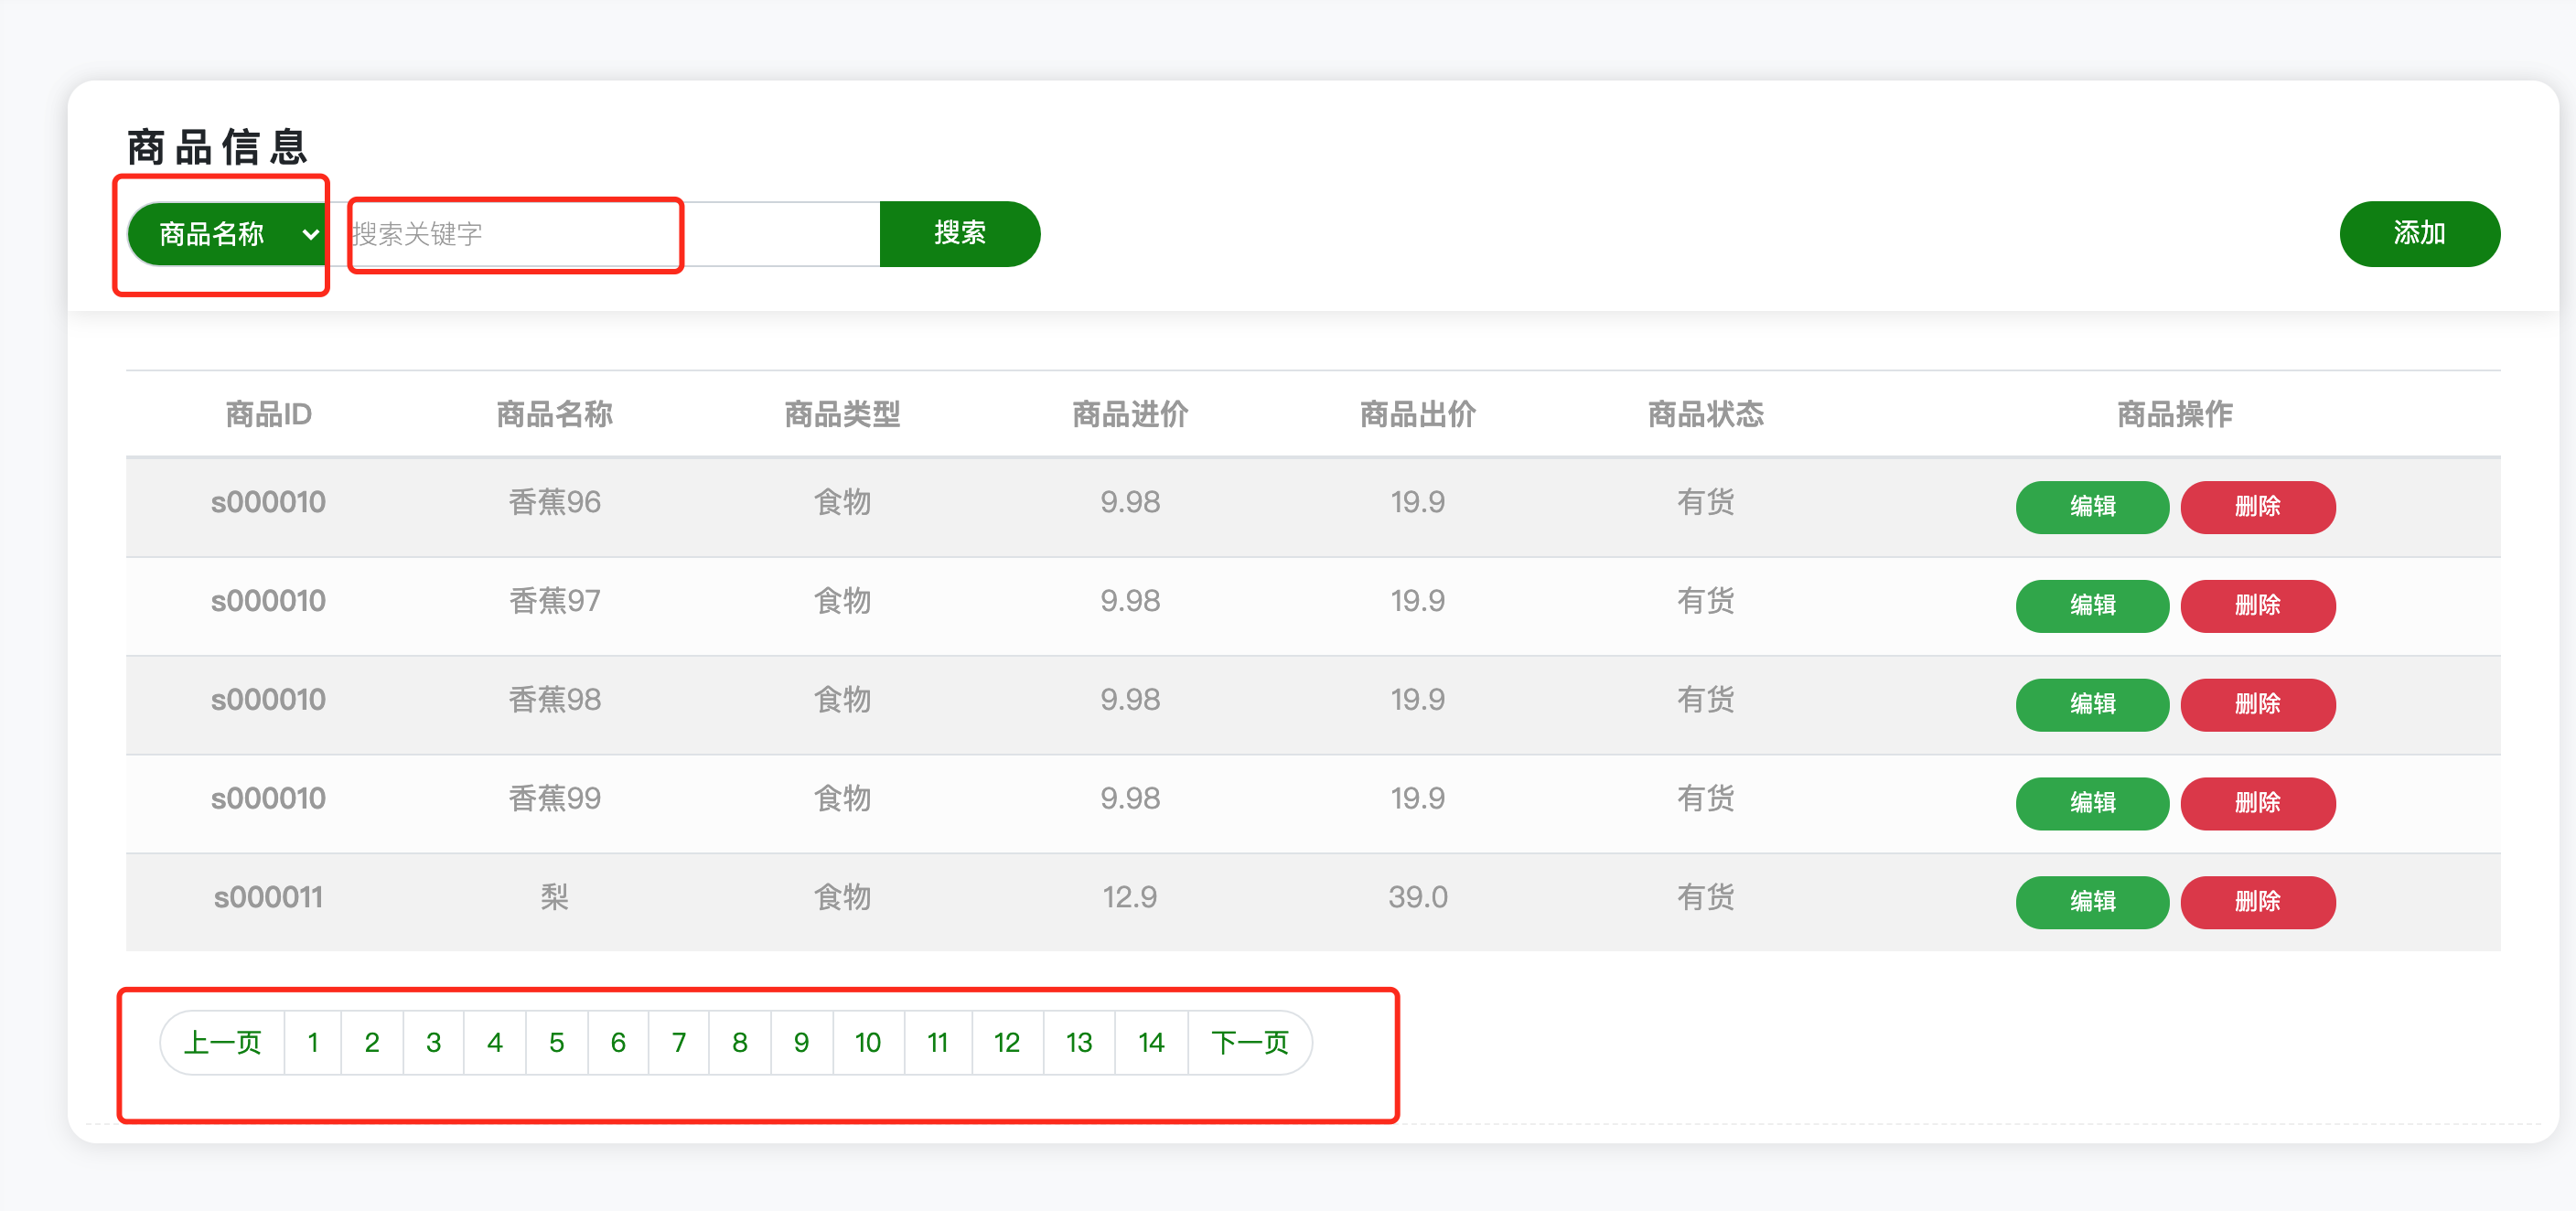 商品信息
商品名称 搜索关键字 搜索 添加
商品ID 商品名称 商品类型 商品进价 商品出价 商品状态 商品操作
s000010 香蕉96 食物 9.98 19.9 有货 编辑 删除
s000010 香蕉97 食物 9.98 19.9 有货 编辑 删除
s000010 香蕉98 食物 9.98 19.9 有货 编辑 删除
s000010 香蕉99 食物 9.98 19.9 有货 编辑 删除
s000011 梨 食物 12.9 39.0 有货 编辑 删除
上一页 1 2 3 4 5 6 7 8 9 10 11 12 13 14 下一页